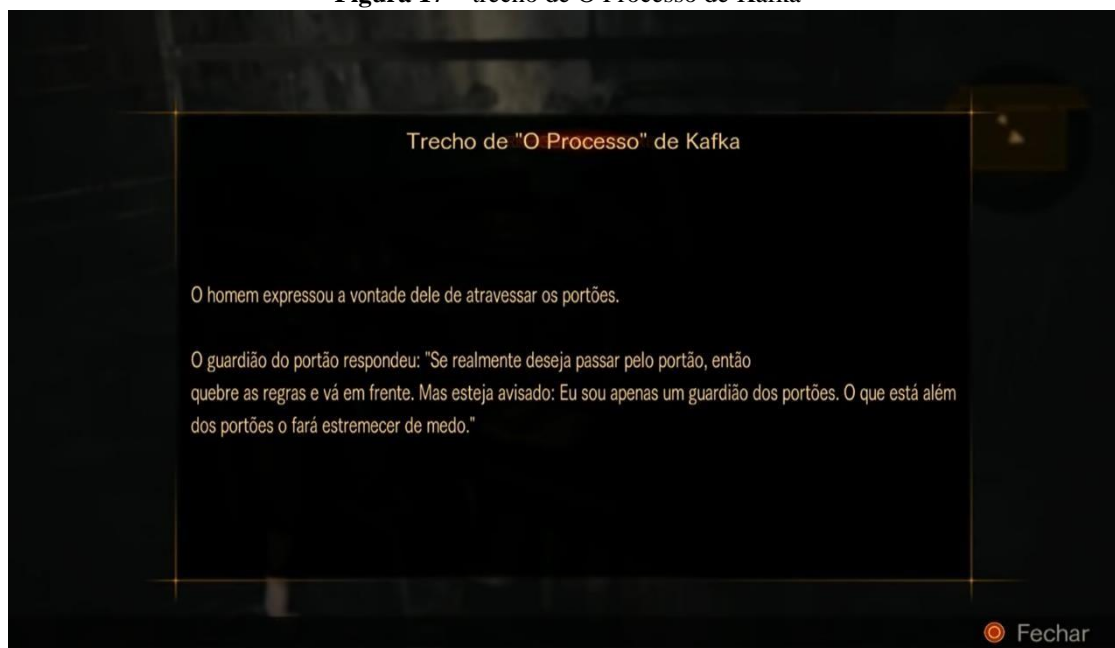 Trecho de "O Processo" de Kafka
O homem expressou a vontade dele de atravessar os portões.
O guardião do portão respondeu: "Se realmente deseja passar pelo portão, então
quebre as regras e vá em frente. Mas esteja avisado: Eu sou apenas um guardião dos portões. O que está além
dos portões o fará estremecer de medo."
Fechar